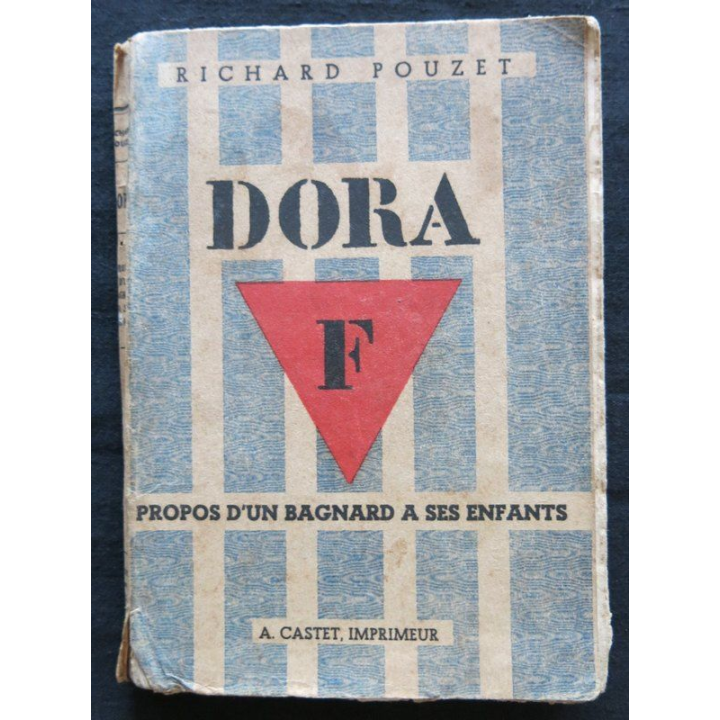 RICHARD POUZET
DORA
F
PROPOS D'UN BAGNARD A SES ENFANTS
A. CASTET, IMPRIMEUR